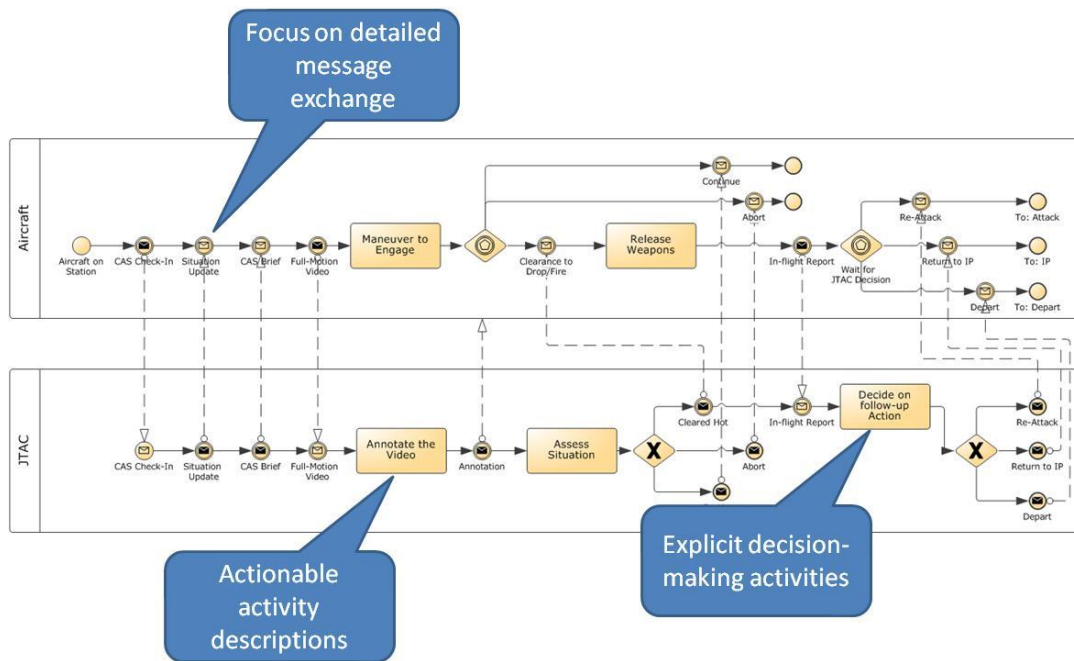 Focus on detailed
message
exchange
Aircraft
Continue
Abort
Re-Attack
To: Attack
Aircraft on
Station
CAS Check-In
Situation
Update
CAS Brief
Full-Motion
Video
Maneuver to
Engage
Clearance to
Drop/Fire
Release
Weapons
In-flight Report
Wait for
JTAC Decision
Return to IP
To: IP
Depart
To: Depart
JTAC
CAS Check-In
Situation
Update
CAS Brief
Full-Motion
Video
Annotate the
Video
Annotation
Assess
Situation
Cleared Hot
In-flight Report
Decide on
follow-up
Action
Re-Attack
Abort
Return to IP
Depart
Actionable
activity
descriptions
Explicit decision-
making activities